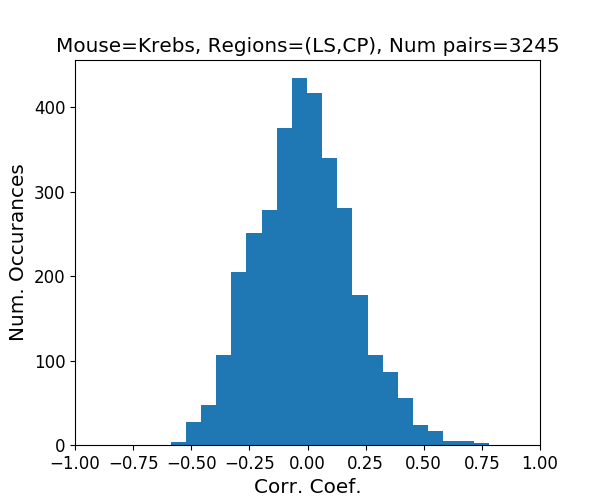 Mouse=Krebs, Regions=(LS,CP), Num pairs=3245
400
300
200
100
0
Num. Occurances
−1.00 −0.75 −0.50 −0.25 0.00 0.25 0.50 0.75 1.00
Corr. Coef.